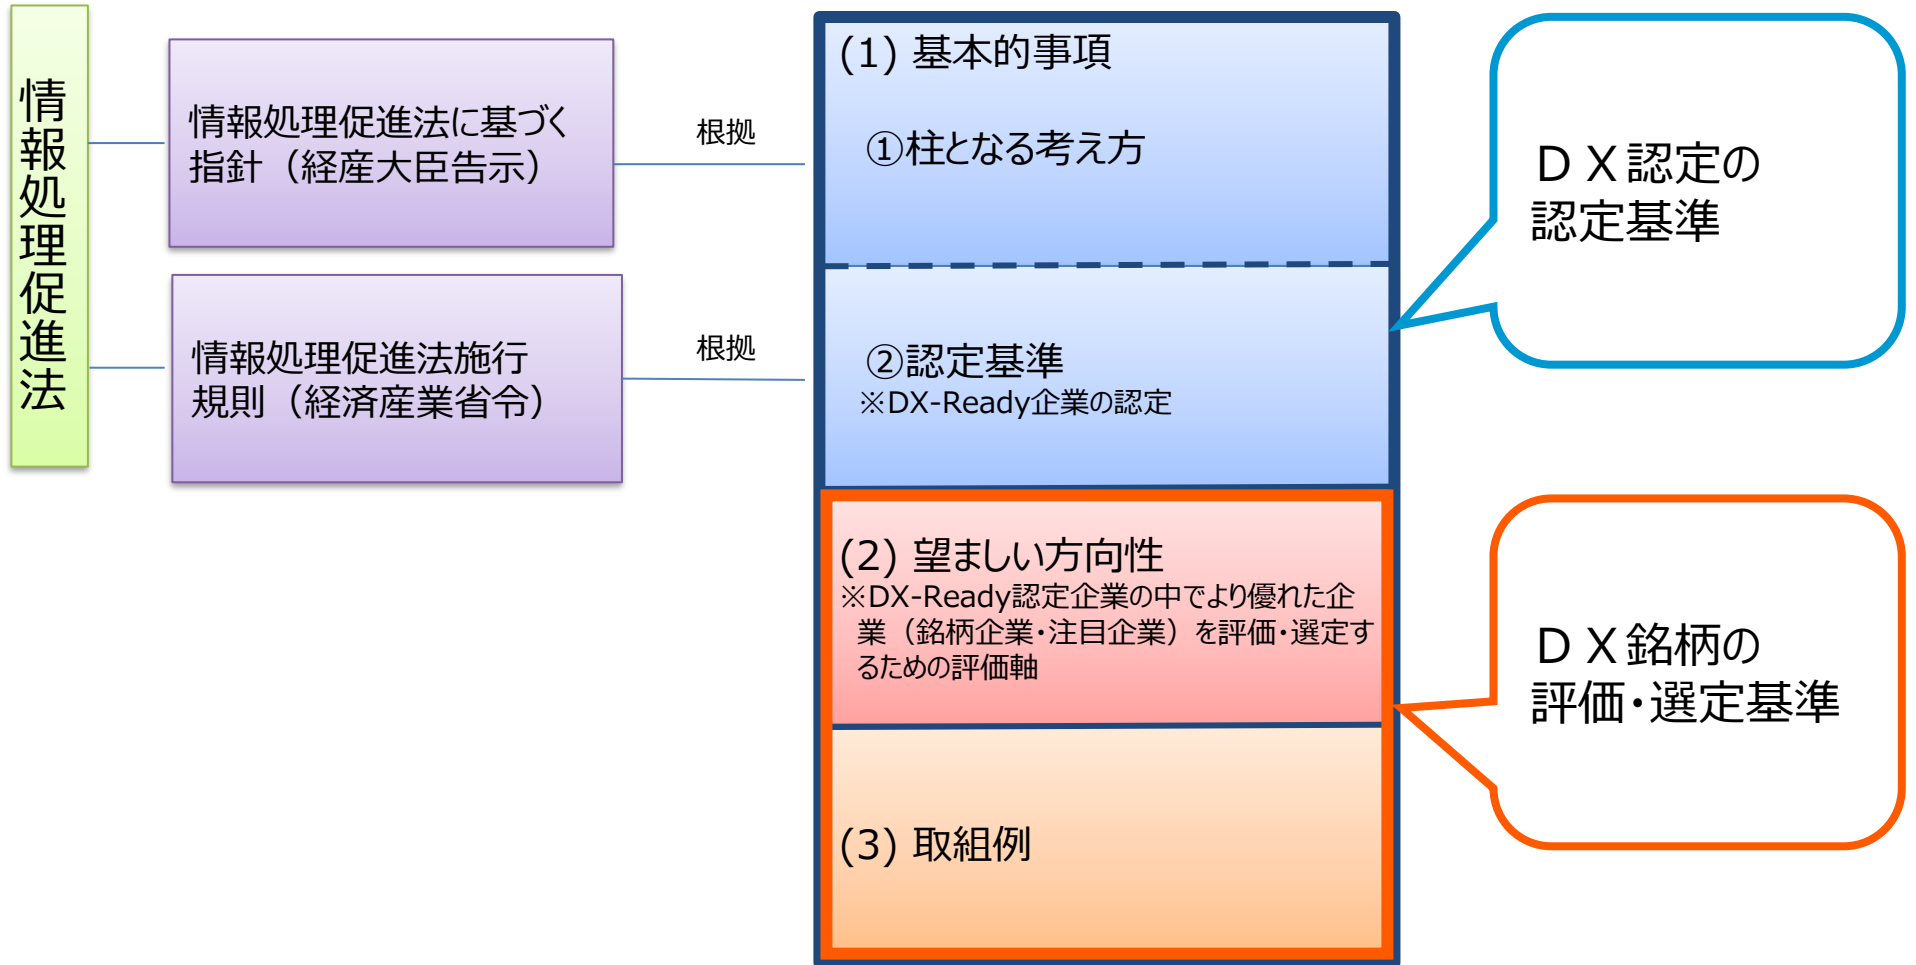 情報処理促進法
情報処理促進法に基づく
指針（経産大臣告示）
根拠
情報処理促進法施行
規則（経済産業省令）
根拠
(1) 基本的事項
①柱となる考え方
②認定基準
※DX-Ready企業の認定
(2) 望ましい方向性
※DX-Ready認定企業の中でより優れた企
業（銘柄企業・注目企業）を評価・選定す
るための評価軸
(3) 取組例
ＤＸ認定の
認定基準
ＤＸ銘柄の
評価・選定基準